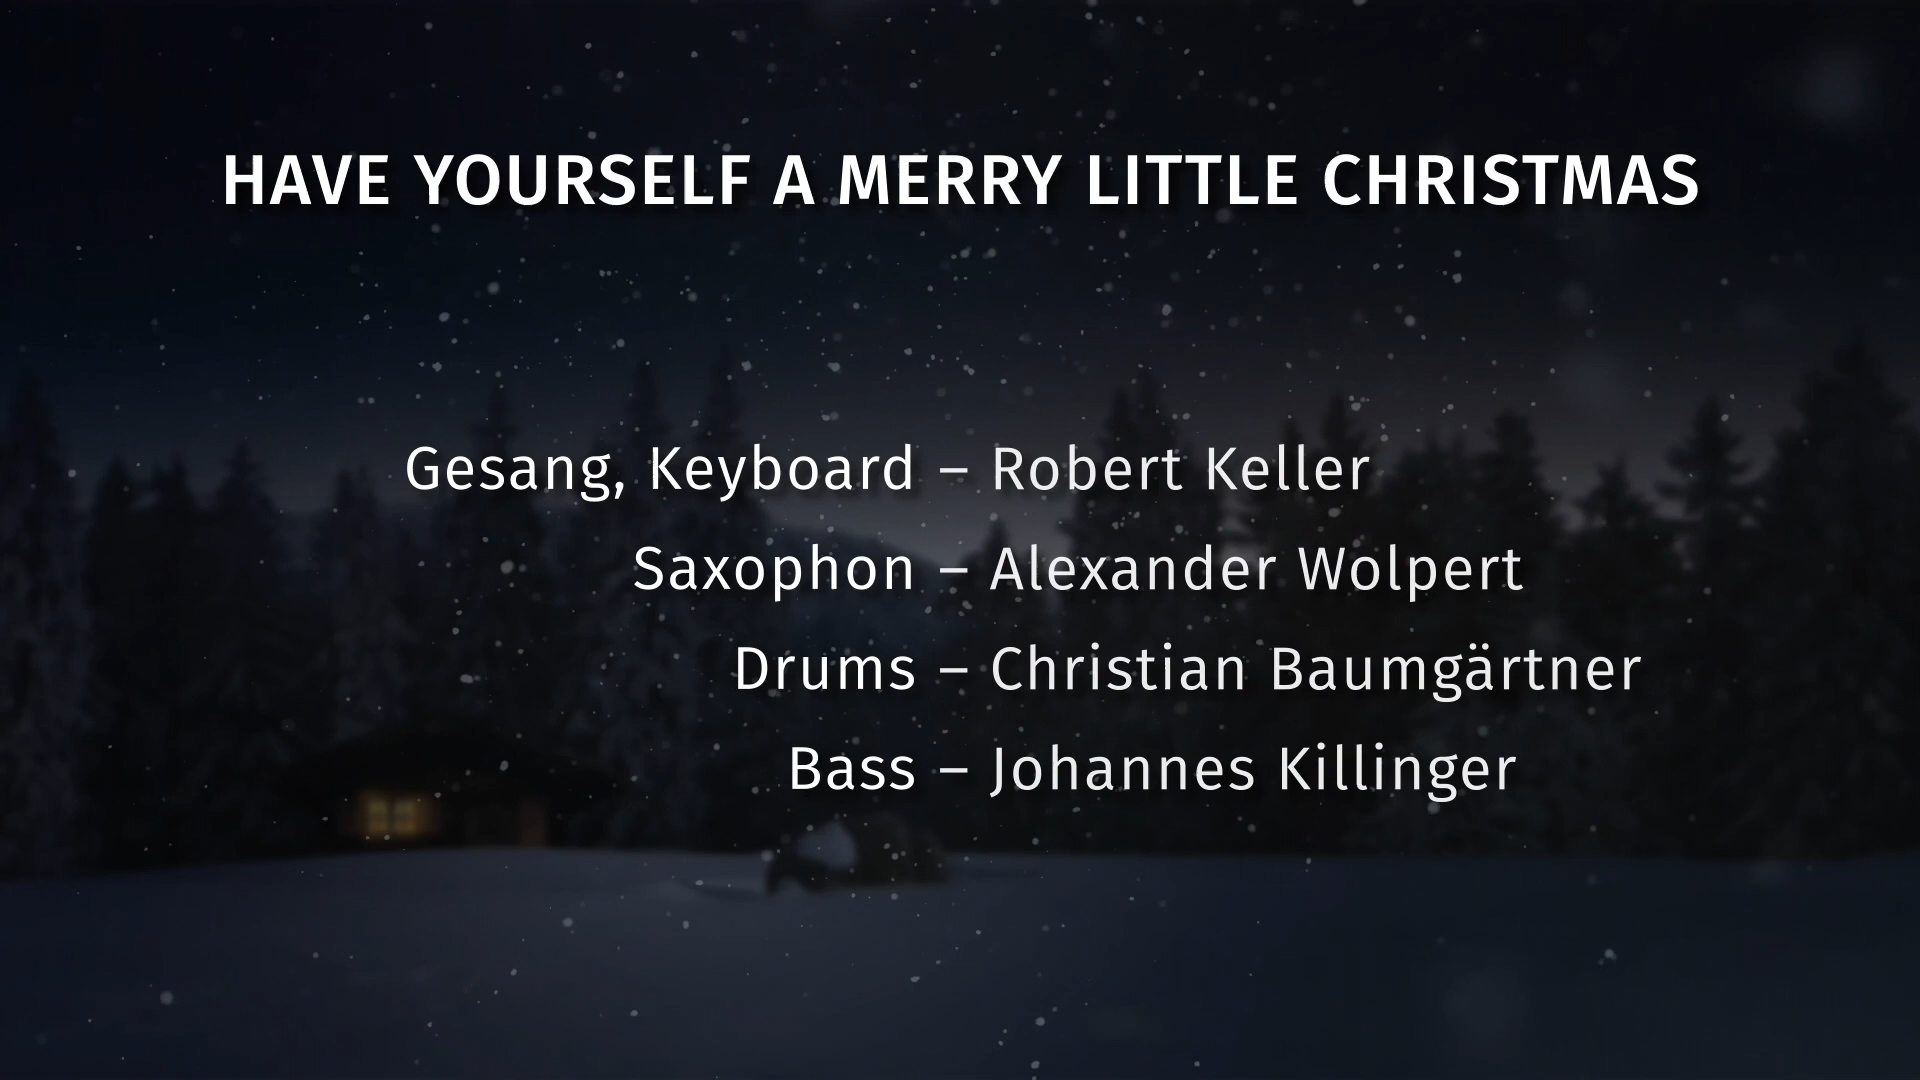 HAVE YOURSELF A MERRY LITTLE CHRISTMAS
Gesang, Keyboard – Robert Keller
Saxophon – Alexander Wolpert
Drums – Christian Baumgärtner
Bass – Johannes Killinger